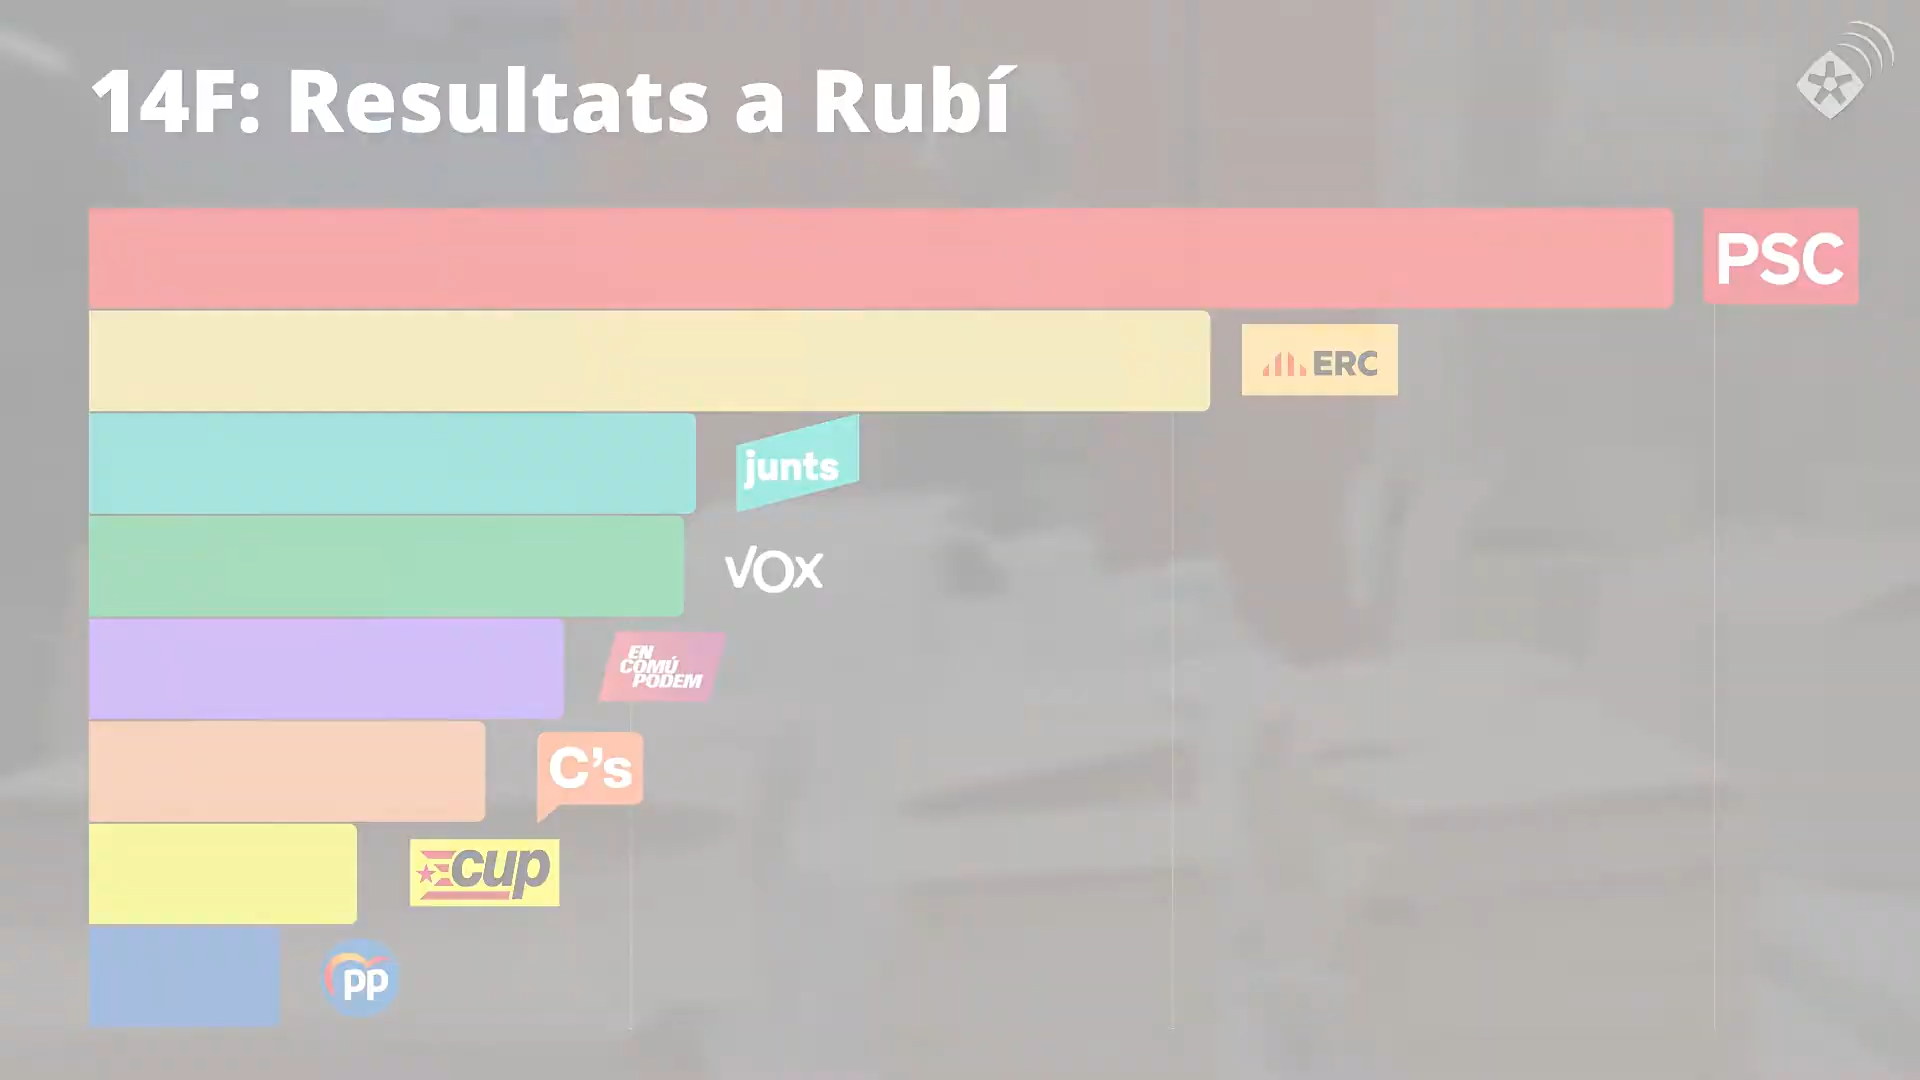 14F: Resultats a Rubí
PSC
ERC
junts
VOX
EN
COMÚ
PODEM
C's
cup
pp